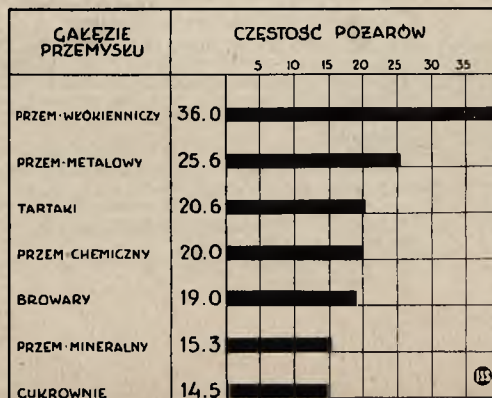 GAŁĘZIE
PRZEMYSŁU
CZĘSTOŚĆ POŻARÓW
5 10 15 20 25 30 35
PRZEM·WŁÓKIENNICZY 36.0
PRZEM·METALOWY 25.6
TARTAKI 20.6
PRZEM CHEMICZNY 20.0
BROWARY 19.0
PRZEM·MINERALNY 15.3
CUKROWNIE 14.5